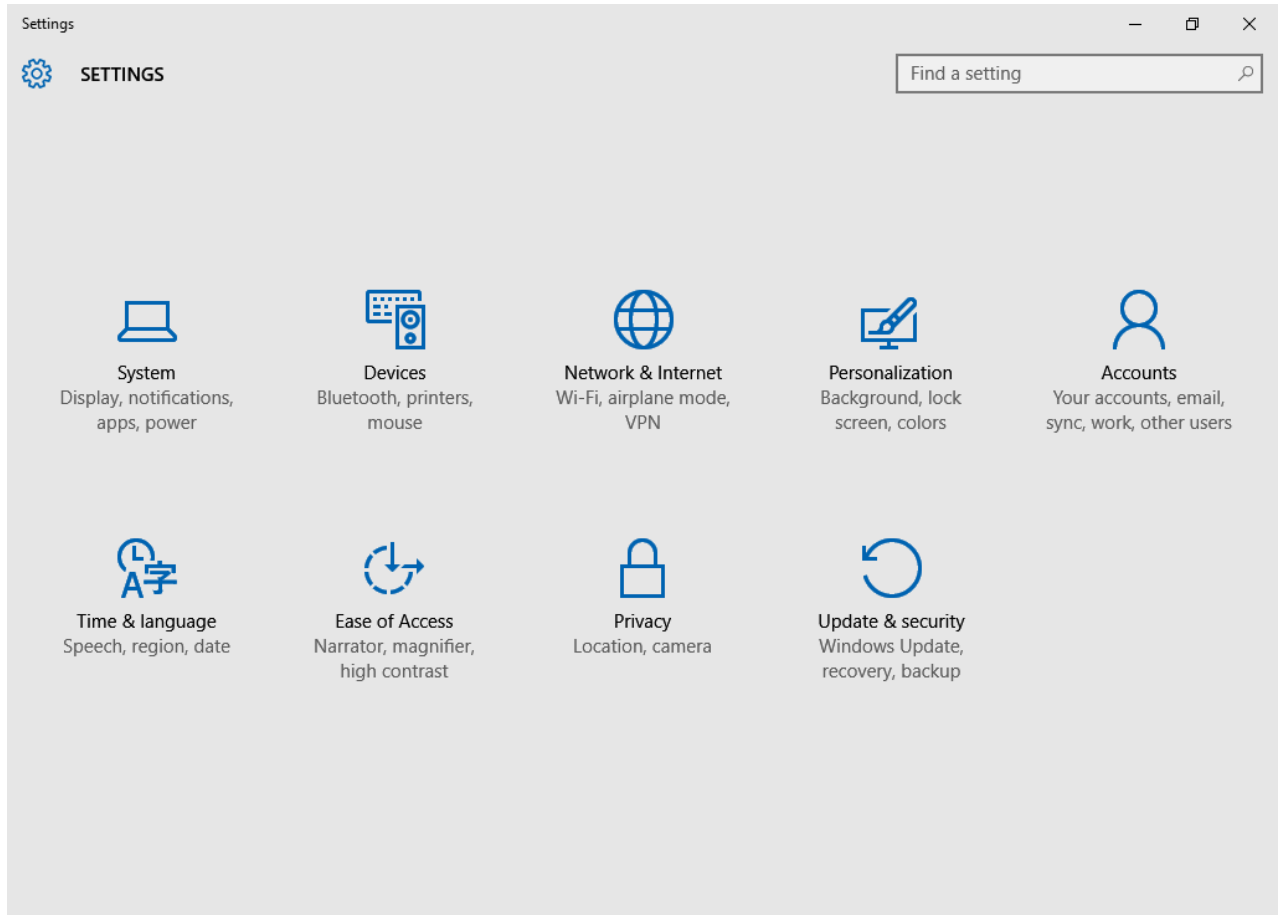 Settings
SETTINGS
Find a setting
System
Display, notifications,
apps, power
Devices
Bluetooth, printers,
mouse
Network & Internet
Wi-Fi, airplane mode,
VPN
Personalization
Background, lock
screen, colors
Accounts
Your accounts, email,
sync, work, other users
A字
Time & language
Speech, region, date
Ease of Access
Narrator, magnifier,
high contrast
Privacy
Location, camera
Update & security
Windows Update,
recovery, backup